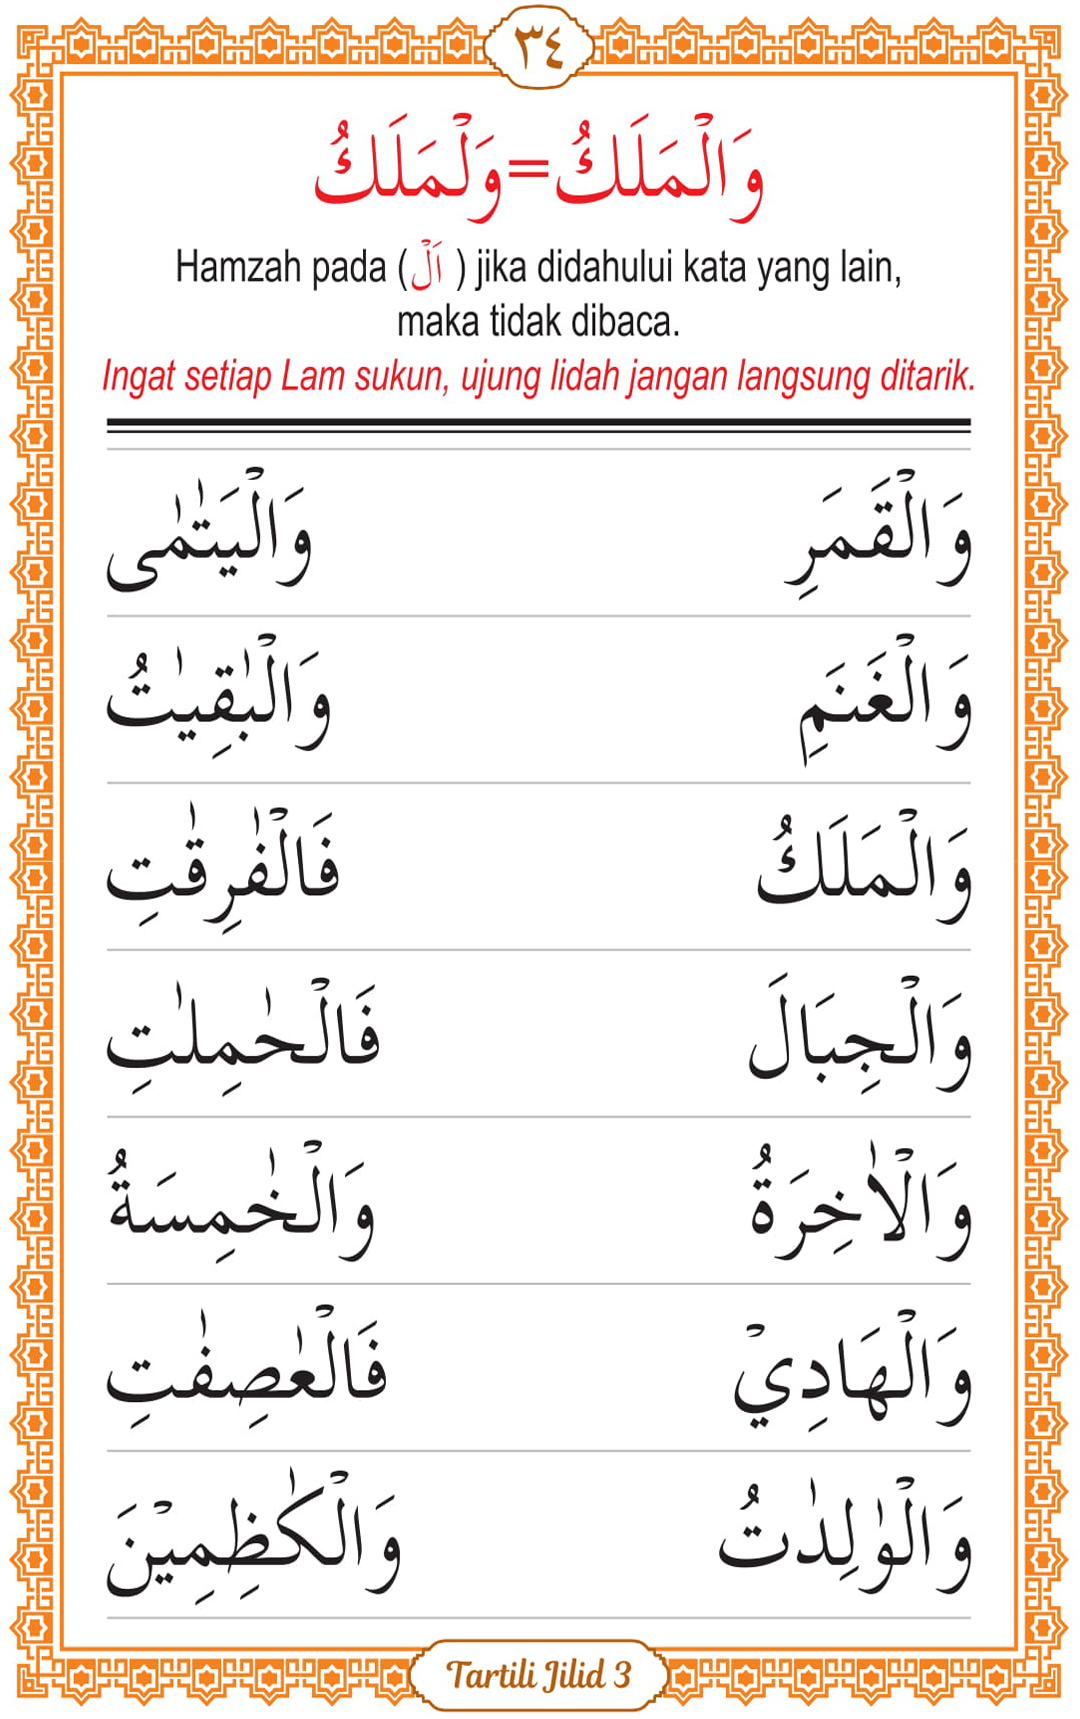 ٣٤
وَالْمَلَكُ=وَلْمَلَكُ
Hamzah pada (اَلْ) jika didahului kata yang lain,
maka tidak dibaca.
Ingat setiap Lam sukun, ujung lidah jangan langsung ditarik.
وَالْقَمَرِ وَالْيَتٰمٰى
وَالْغَنَمِ وَالْبٰقِيٰتُ
وَالْمَلَكُ فَالْفٰرِقٰتِ
وَالْجِبَالَ فَالْحٰمِلٰتِ
وَالْاٰخِرَةُ وَالْخٰمِسَةُ
وَالْهَادِيْ فَالْعٰصِفٰتِ
وَالْوٰلِدٰتُ وَالْكٰظِمِيْنَ
Tartili Jilid 3